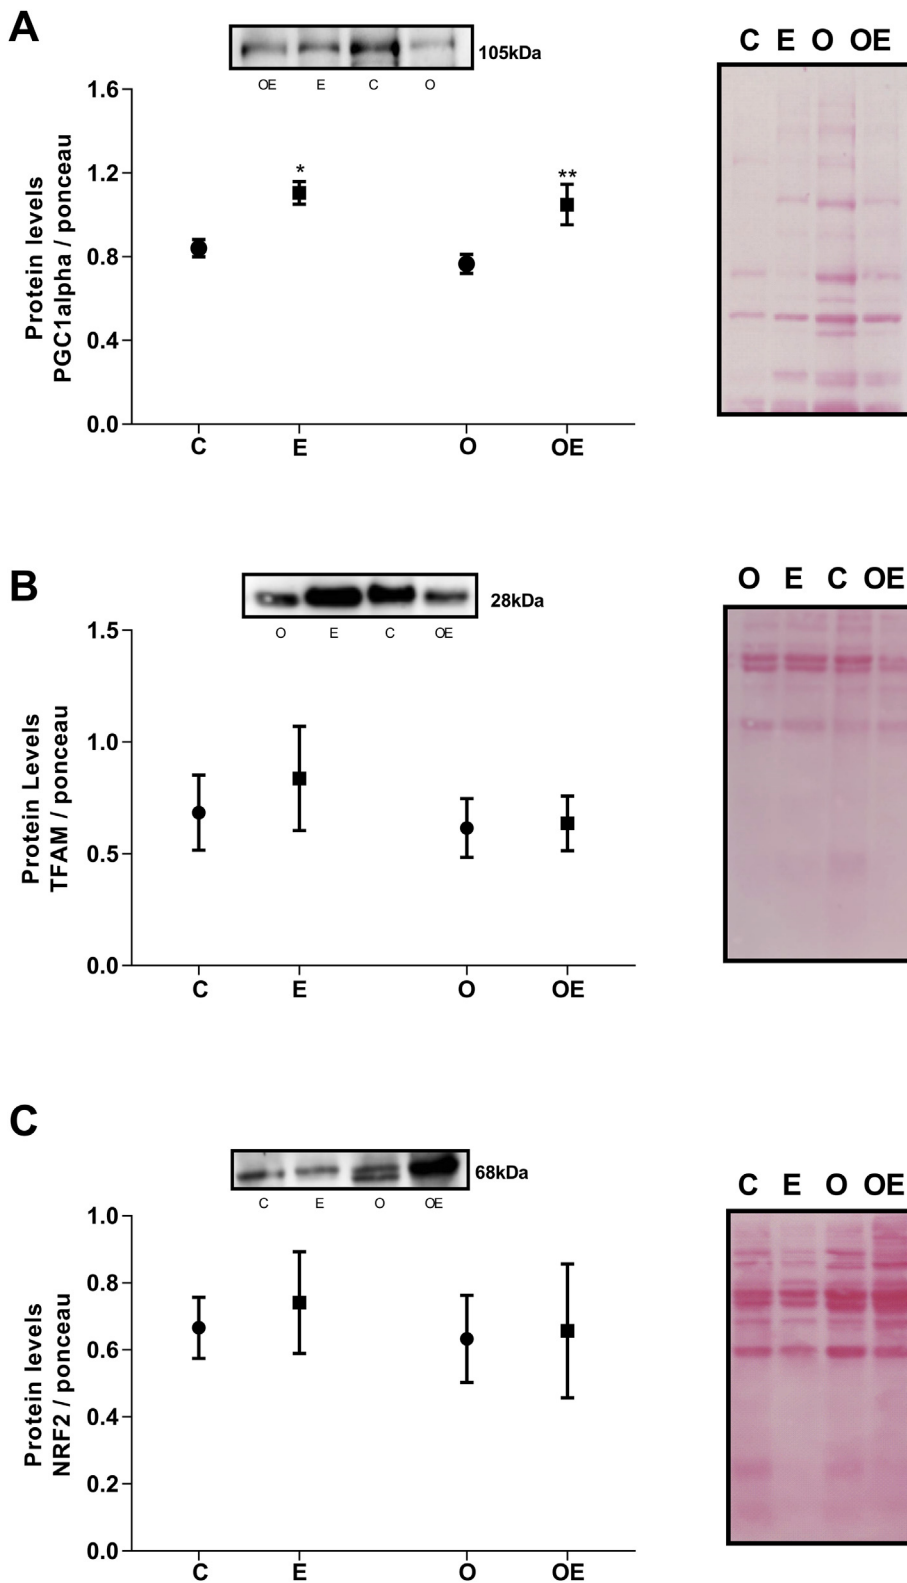 A
105kDa
OE E C O
C E O OE
1.6
1.2
0.8
0.4
0.0
Protein levels
PGC1alpha / ponceau
*
**
C E O OE
B
28kDa
O E C OE
O E C OE
1.5
1.0
0.5
0.0
Protein Levels
TFAM / ponceau
C E O OE
C
68kDa
C E O OE
C E O OE
1.0
0.8
0.6
0.4
0.2
0.0
Protein levels
NRF2 / ponceau
C E O OE